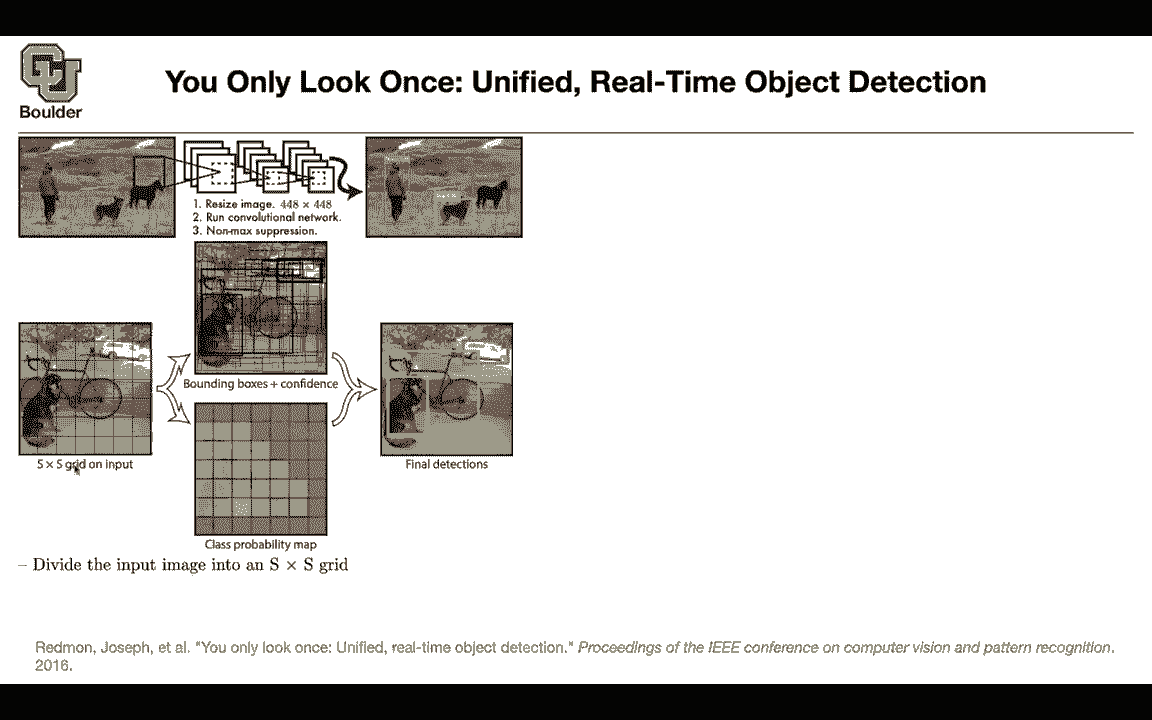 CU
Boulder
You Only Look Once: Unified, Real-Time Object Detection
1. Resize image. 448 × 448
2. Run convolutional network.
3. Non-max suppression.
Bounding boxes + confidence
S × S grid on input
Final detections
Class probability map
– Divide the input image into an S × S grid
Redmon, Joseph, et al. "You only look once: Unified, real-time object detection." Proceedings of the IEEE conference on computer vision and pattern recognition.
2016.